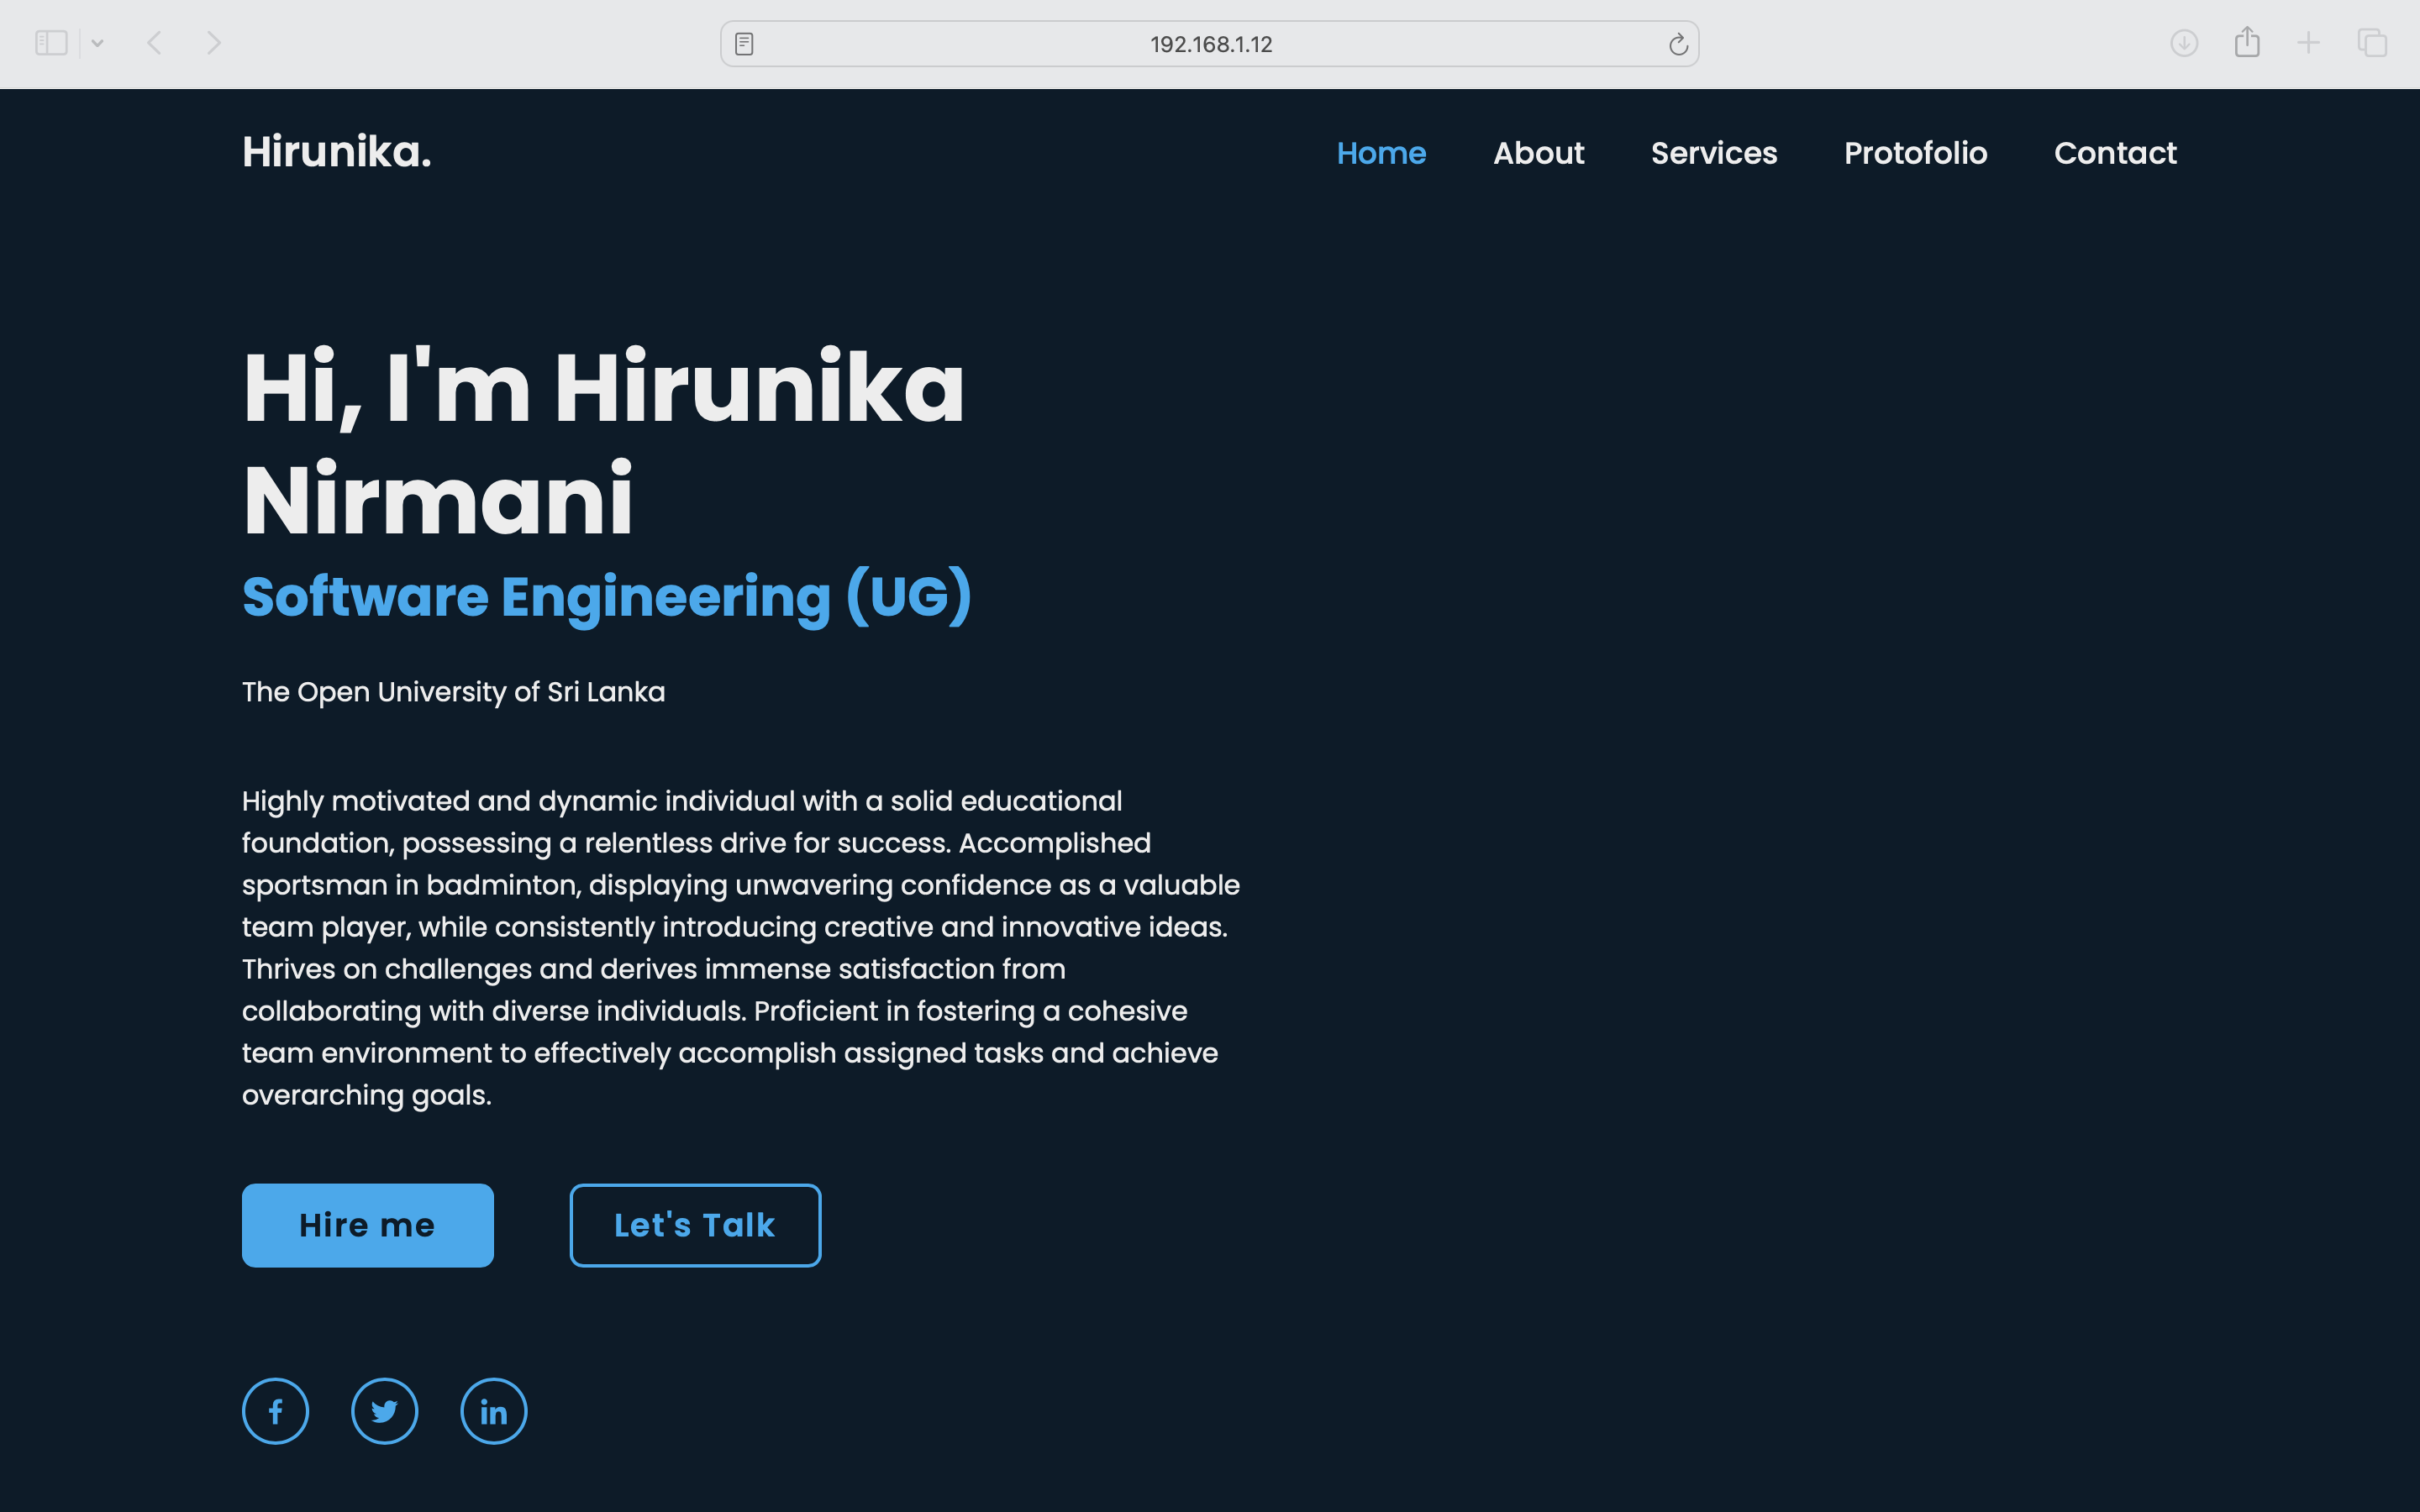 192.168.1.12
Hirunika.
Home About Services Protofolio Contact
Hi, I'm Hirunika
Nirmani
Software Engineering (UG)
The Open University of Sri Lanka
Highly motivated and dynamic individual with a solid educational
foundation, possessing a relentless drive for success. Accomplished
sportsman in badminton, displaying unwavering confidence as a valuable
team player, while consistently introducing creative and innovative ideas.
Thrives on challenges and derives immense satisfaction from
collaborating with diverse individuals. Proficient in fostering a cohesive
team environment to effectively accomplish assigned tasks and achieve
overarching goals.
Hire me
Let's Talk
f
in